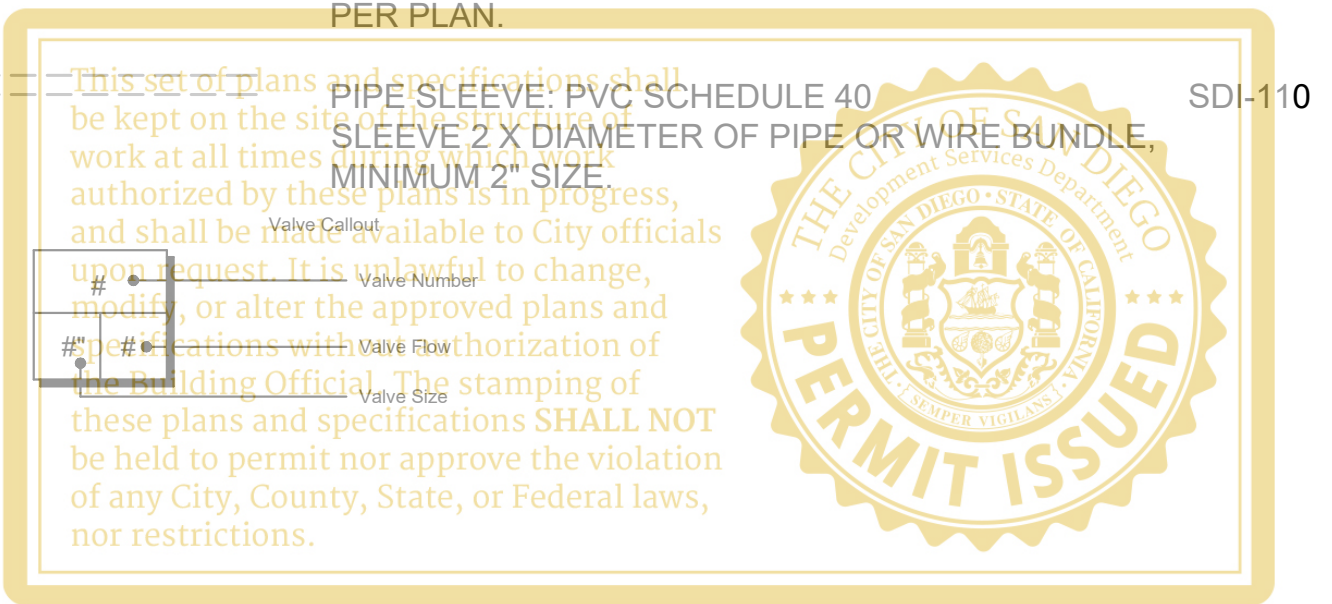 PER PLAN.
PIPE SLEEVE: PVC SCHEDULE 40 SDI-110
SLEEVE 2 X DIAMETER OF PIPE OR WIRE BUNDLE,
MINIMUM 2" SIZE.
Valve Callout
# Valve Number
#" # Valve Flow
Valve Size
This set of plans and specifications shall
be kept on the site of the structure of
work at all times during which work
authorized by these plans is in progress,
and shall be made available to City officials
upon request. It is unlawful to change,
modify, or alter the approved plans and
specifications without authorization of
the Building Official. The stamping of
these plans and specifications SHALL NOT
be held to permit nor approve the violation
of any City, County, State, or Federal laws,
nor restrictions.
THE CITY OF SAN DIEGO
Development Services Department
THE CITY OF SAN DIEGO • STATE OF CALIFORNIA
SEMPER VIGILANS
PERMIT ISSUED